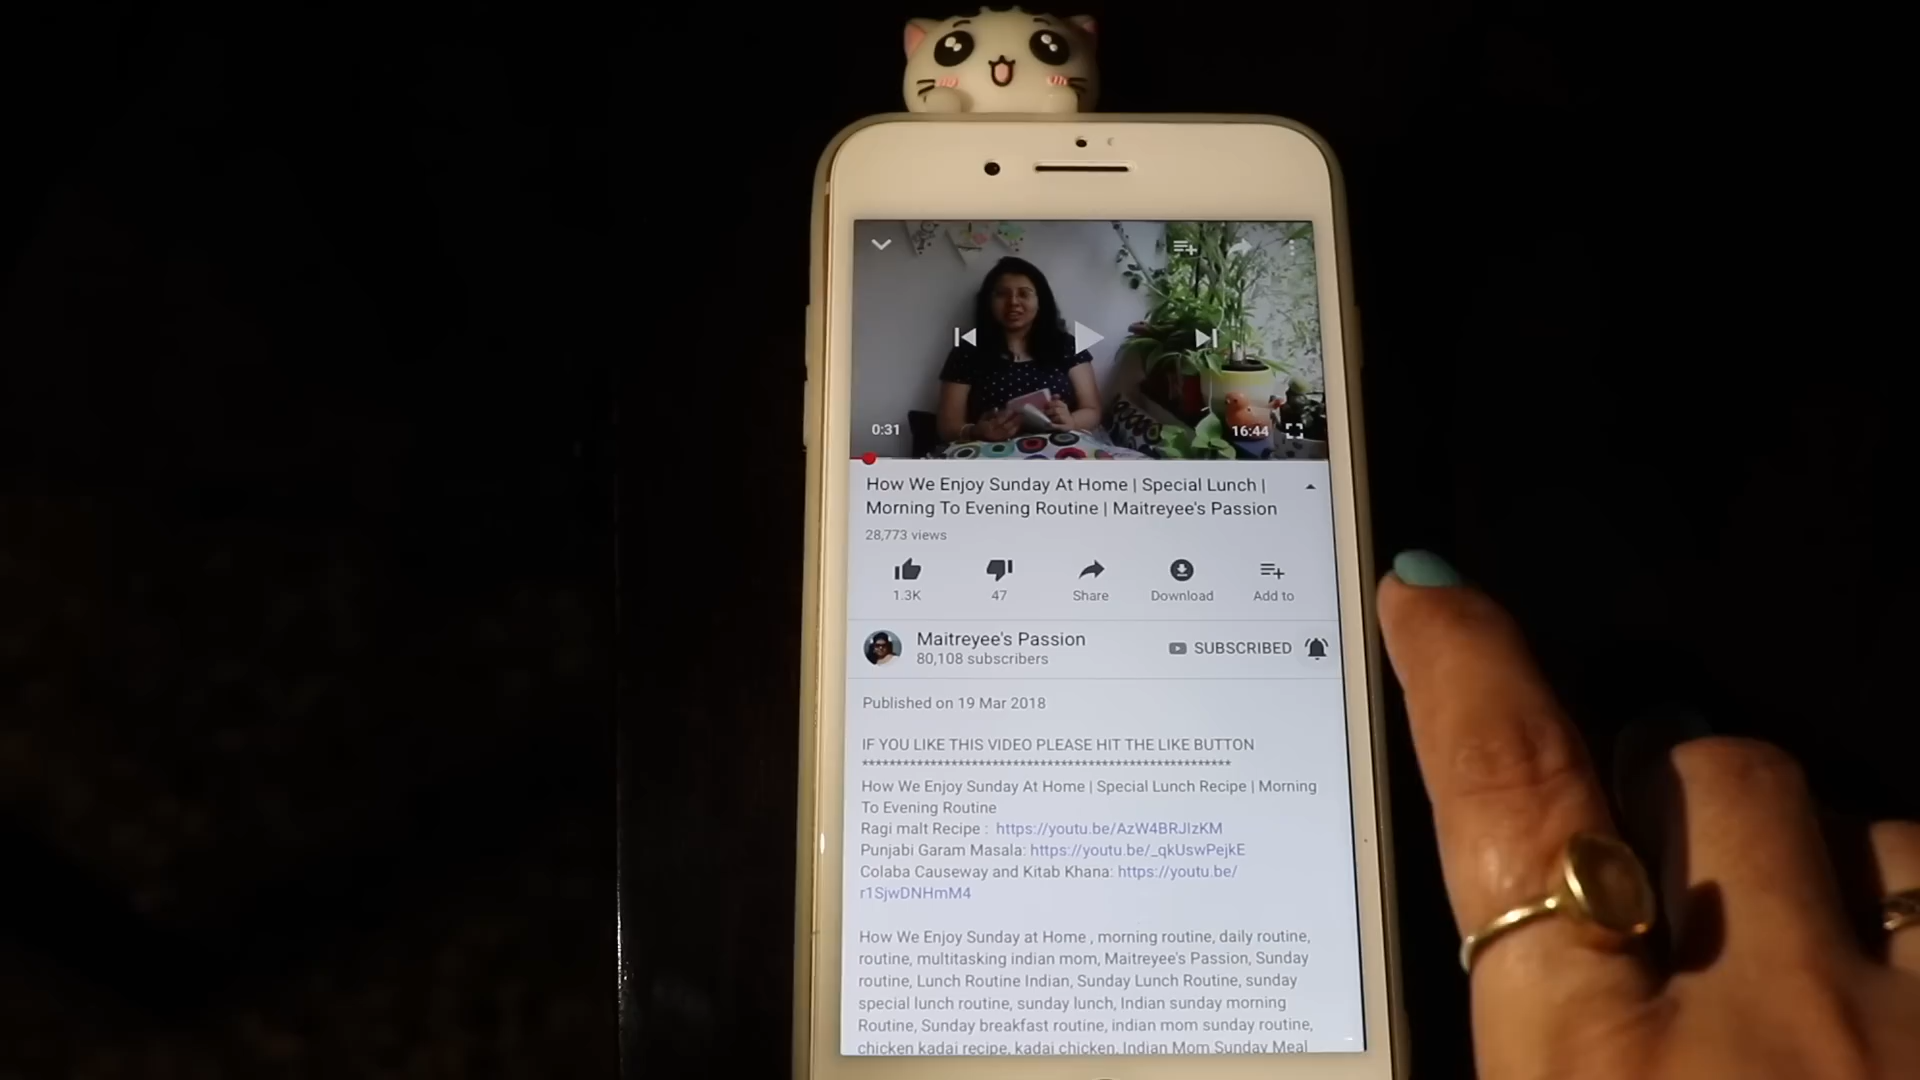 0:31
16:44
How We Enjoy Sunday At Home | Special Lunch |
Morning To Evening Routine | Maitreyee's Passion
28,773 views
1.3K
47
Share
Download
Add to
Maitreyee's Passion
80,108 subscribers
SUBSCRIBED
Published on 19 Mar 2018
IF YOU LIKE THIS VIDEO PLEASE HIT THE LIKE BUTTON
******************************************************
How We Enjoy Sunday At Home | Special Lunch Recipe | Morning
To Evening Routine
Ragi malt Recipe : https://youtu.be/AzW4BRJIzKM
Punjabi Garam Masala: https://youtu.be/_qkUswPejkE
Colaba Causeway and Kitab Khana: https://youtu.be/
r1SjwDNHmM4
How We Enjoy Sunday at Home , morning routine, daily routine,
routine, multitasking indian mom, Maitreyee's Passion, Sunday
routine, Lunch Routine Indian, Sunday Lunch Routine, sunday
special lunch routine, sunday lunch, Indian sunday morning
Routine, Sunday breakfast routine, indian mom sunday routine,
chicken kadai recipe, kadai chicken, Indian Mom Sunday Meal